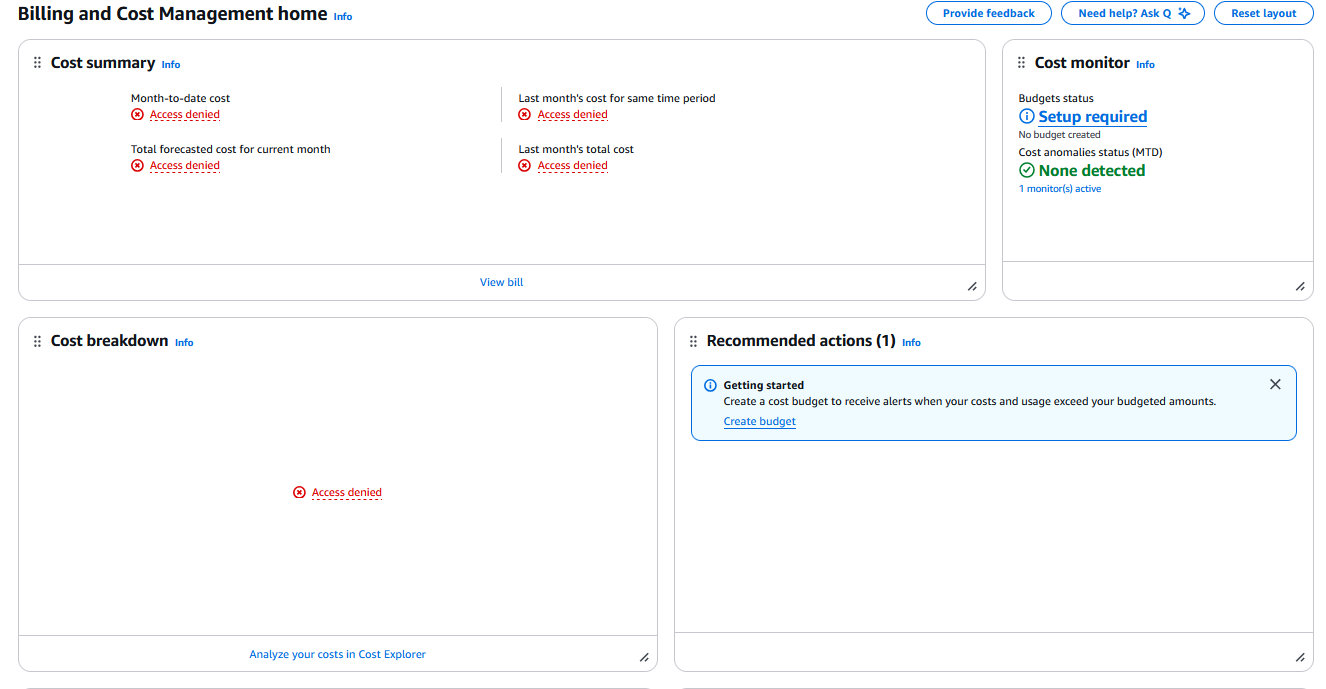 Billing and Cost Management home Info
Provide feedback
Need help? Ask Q
Reset layout
Cost summary Info
Month-to-date cost
Access denied
Last month's cost for same time period
Access denied
Total forecasted cost for current month
Access denied
Last month's total cost
Access denied
View bill
Cost monitor Info
Budgets status
Setup required
No budget created
Cost anomalies status (MTD)
None detected
1 monitor(s) active
Cost breakdown Info
Access denied
Analyze your costs in Cost Explorer
Recommended actions (1) Info
Getting started
Create a cost budget to receive alerts when your costs and usage exceed your budgeted amounts.
Create budget